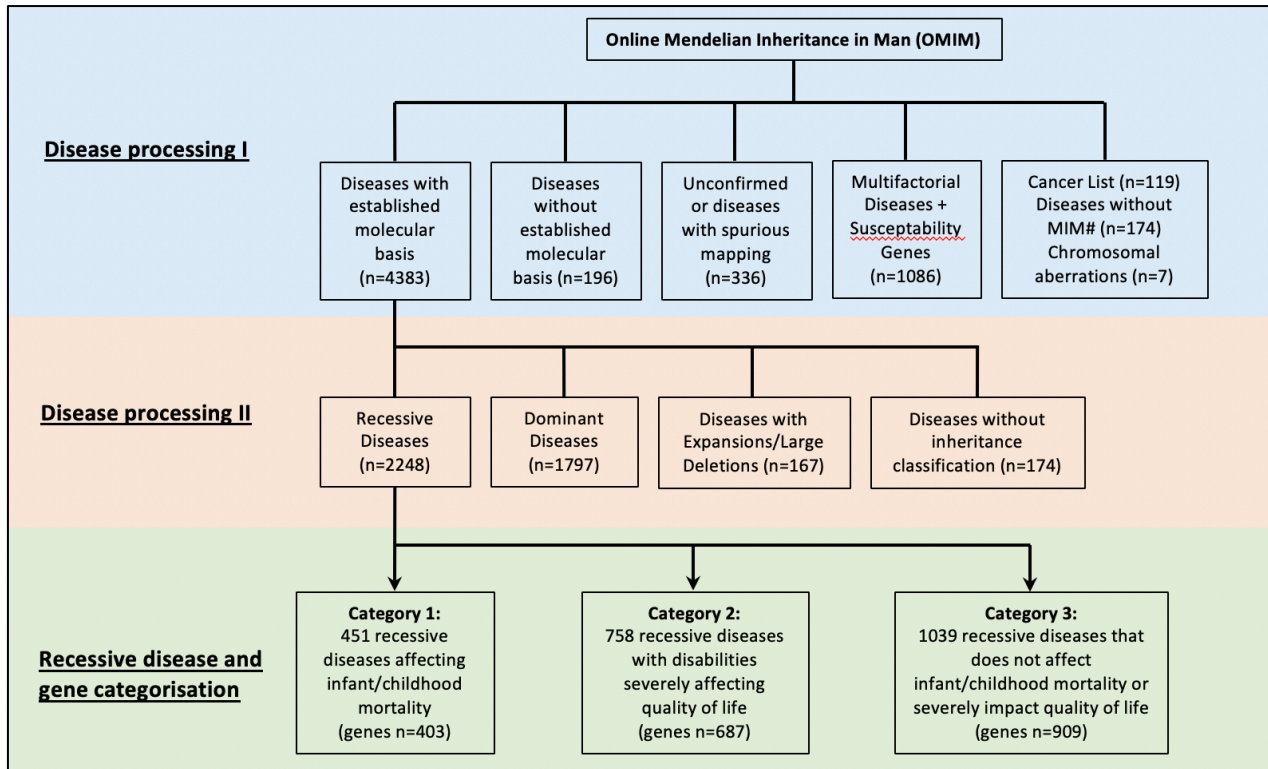 Online Mendelian Inheritance in Man (OMIM)
Disease processing I
Diseases with
established
molecular
basis
(n=4383)
Diseases
without
established
molecular
basis (n=196)
Unconfirmed
or diseases
with spurious
mapping
(n=336)
Multifactorial
Diseases +
Susceptability
Genes
(n=1086)
Cancer List (n=119)
Diseases without
MIM# (n=174)
Chromosomal
aberrations (n=7)
Disease processing II
Recessive
Diseases
(n=2248)
Dominant
Diseases
(n=1797)
Diseases with
Expansions/Large
Deletions (n=167)
Diseases without
inheritance
classification (n=174)
Recessive disease and
gene categorisation
Category 1:
451 recessive
diseases affecting
infant/childhood
mortality
(genes n=403)
Category 2:
758 recessive diseases
with disabilities
severely affecting
quality of life
(genes n=687)
Category 3:
1039 recessive diseases that
does not affect
infant/childhood mortality or
severely impact quality of life
(genes n=909)